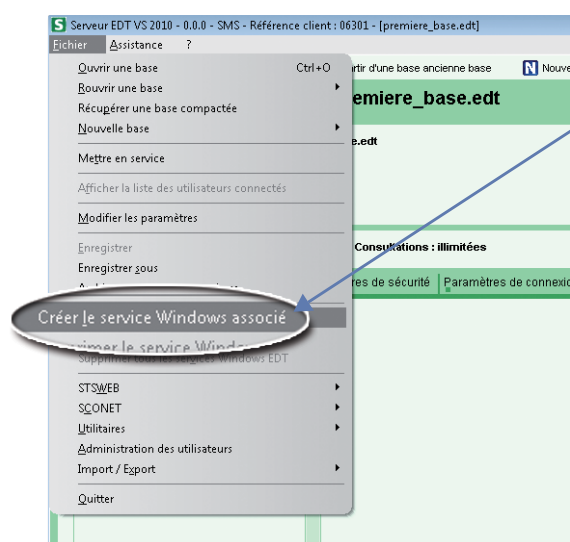 Serveur EDT VS 2010 - 0.0.0 - SMS - Référence client : 06301 - [premiere_base.edt]
Fichier Assistance ?
Ouvrir une base Ctrl+O
Rouvrir une base
Récupérer une base compactée
Nouvelle base
Mettre en service
Afficher la liste des utilisateurs connectés
Modifier les paramètres
Enregistrer
Enregistrer sous
Créer le service Windows associé
Supprimer tous les services Windows EDT
STSWEB
SCONET
Utilitaires
Administration des utilisateurs
Import / Export
Quitter
rtir d'une base ancienne base Nouve
emiere_base.edt
e.edt
Consultations : illimitées
res de sécurité Paramètres de connexio